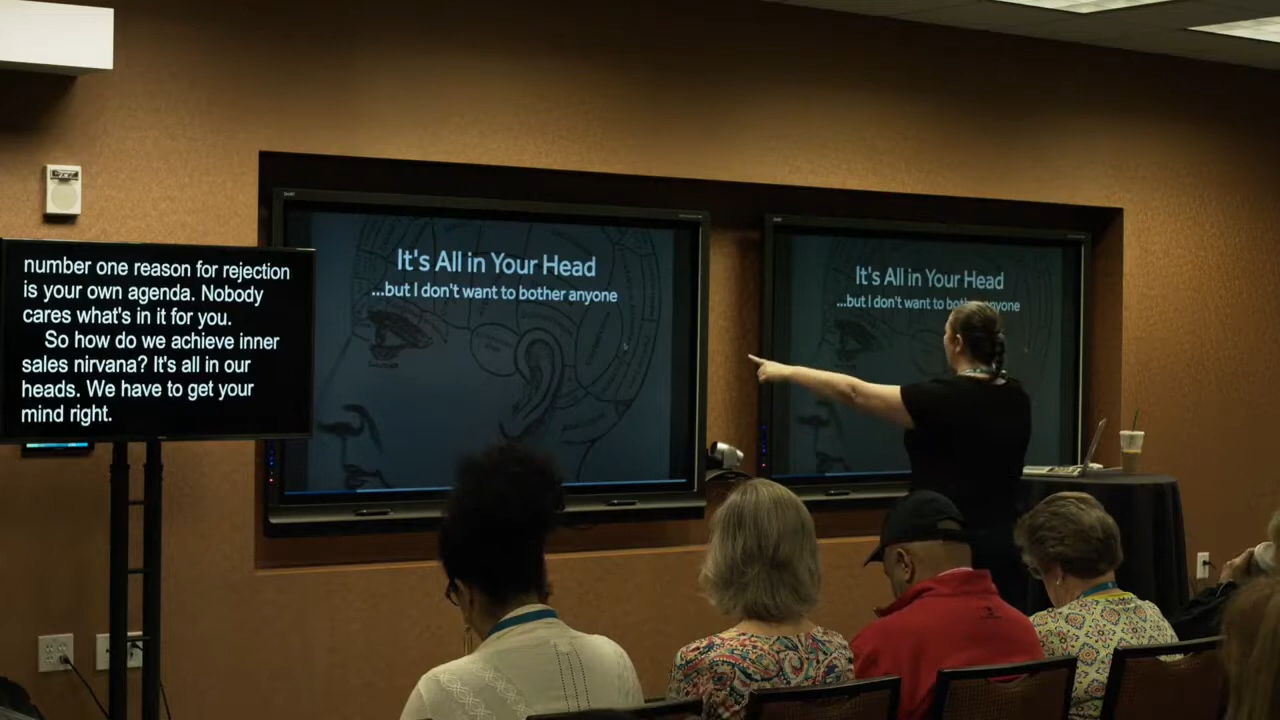 number one reason for rejection
is your own agenda. Nobody
cares what's in it for you.
So how do we achieve inner
sales nirvana? It's all in our
heads. We have to get your
mind right.
It's All in Your Head
...but I don't want to bother anyone
It's All in Your Head
...but I don't want to bother anyone